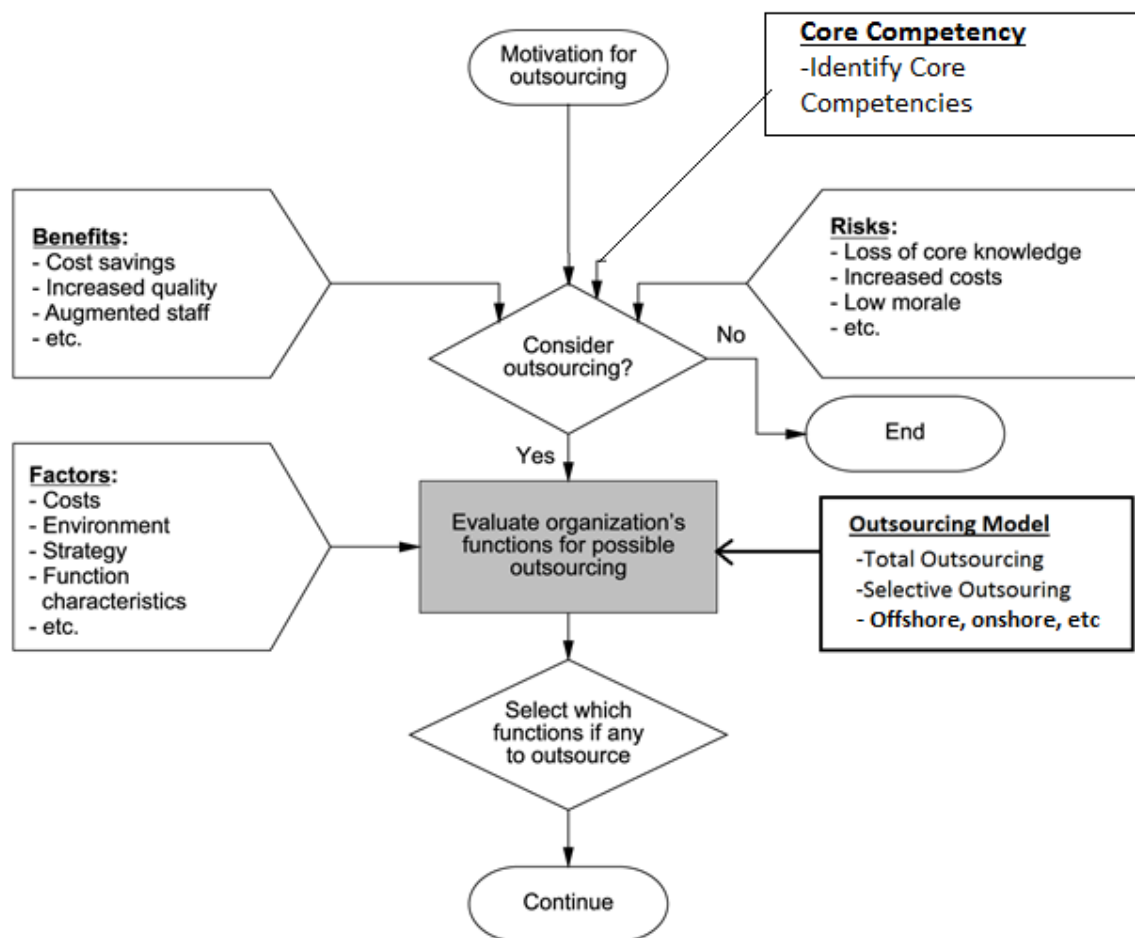 Motivation for
outsourcing
Core Competency
-Identify Core
Competencies
Benefits:
- Cost savings
- Increased quality
- Augmented staff
- etc.
Risks:
- Loss of core knowledge
- Increased costs
- Low morale
- etc.
Consider
outsourcing?
No
End
Yes
Factors:
- Costs
- Environment
- Strategy
- Function
characteristics
- etc.
Evaluate organization's
functions for possible
outsourcing
Outsourcing Model
-Total Outsourcing
-Selective Outsouring
- Offshore, onshore, etc
Select which
functions if any
to outsource
Continue